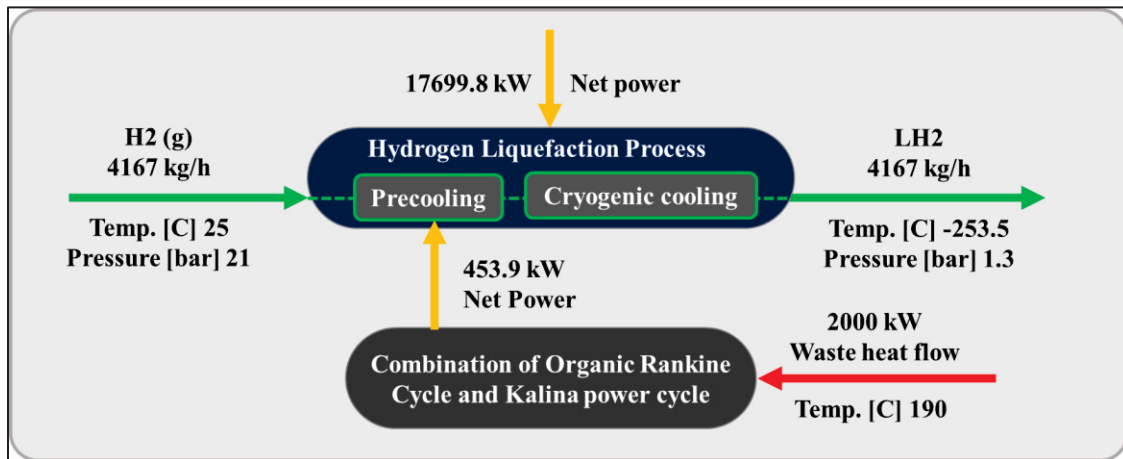 17699.8 kW Net power
H2 (g)
4167 kg/h
Hydrogen Liquefaction Process
LH2
4167 kg/h
Precooling
Cryogenic cooling
Temp. [C] 25
Pressure [bar] 21
Temp. [C] -253.5
Pressure [bar] 1.3
453.9 kW
Net Power
2000 kW
Waste heat flow
Combination of Organic Rankine
Cycle and Kalina power cycle
Temp. [C] 190